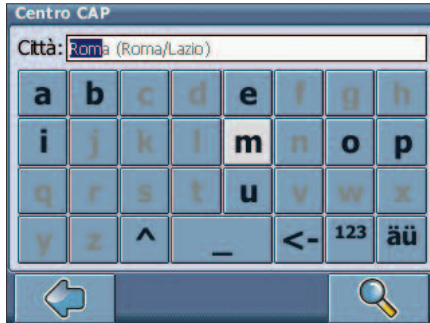 Centro CAP
Città: Roma (Roma/Lazio)
a b c d e f g h
i j k l m n o p
q r s t u v w x
y z ^ _ <- 123 äü